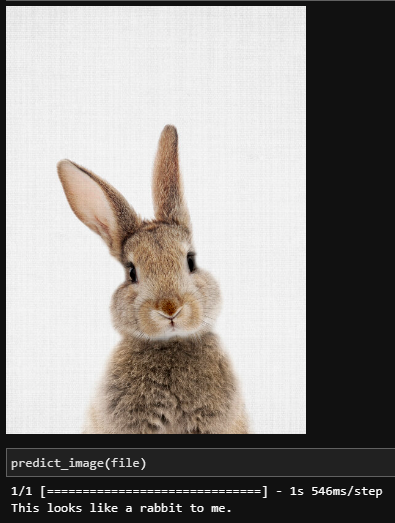 predict_image(file)
1/1 [==============================] - 1s 546ms/step
This looks like a rabbit to me.